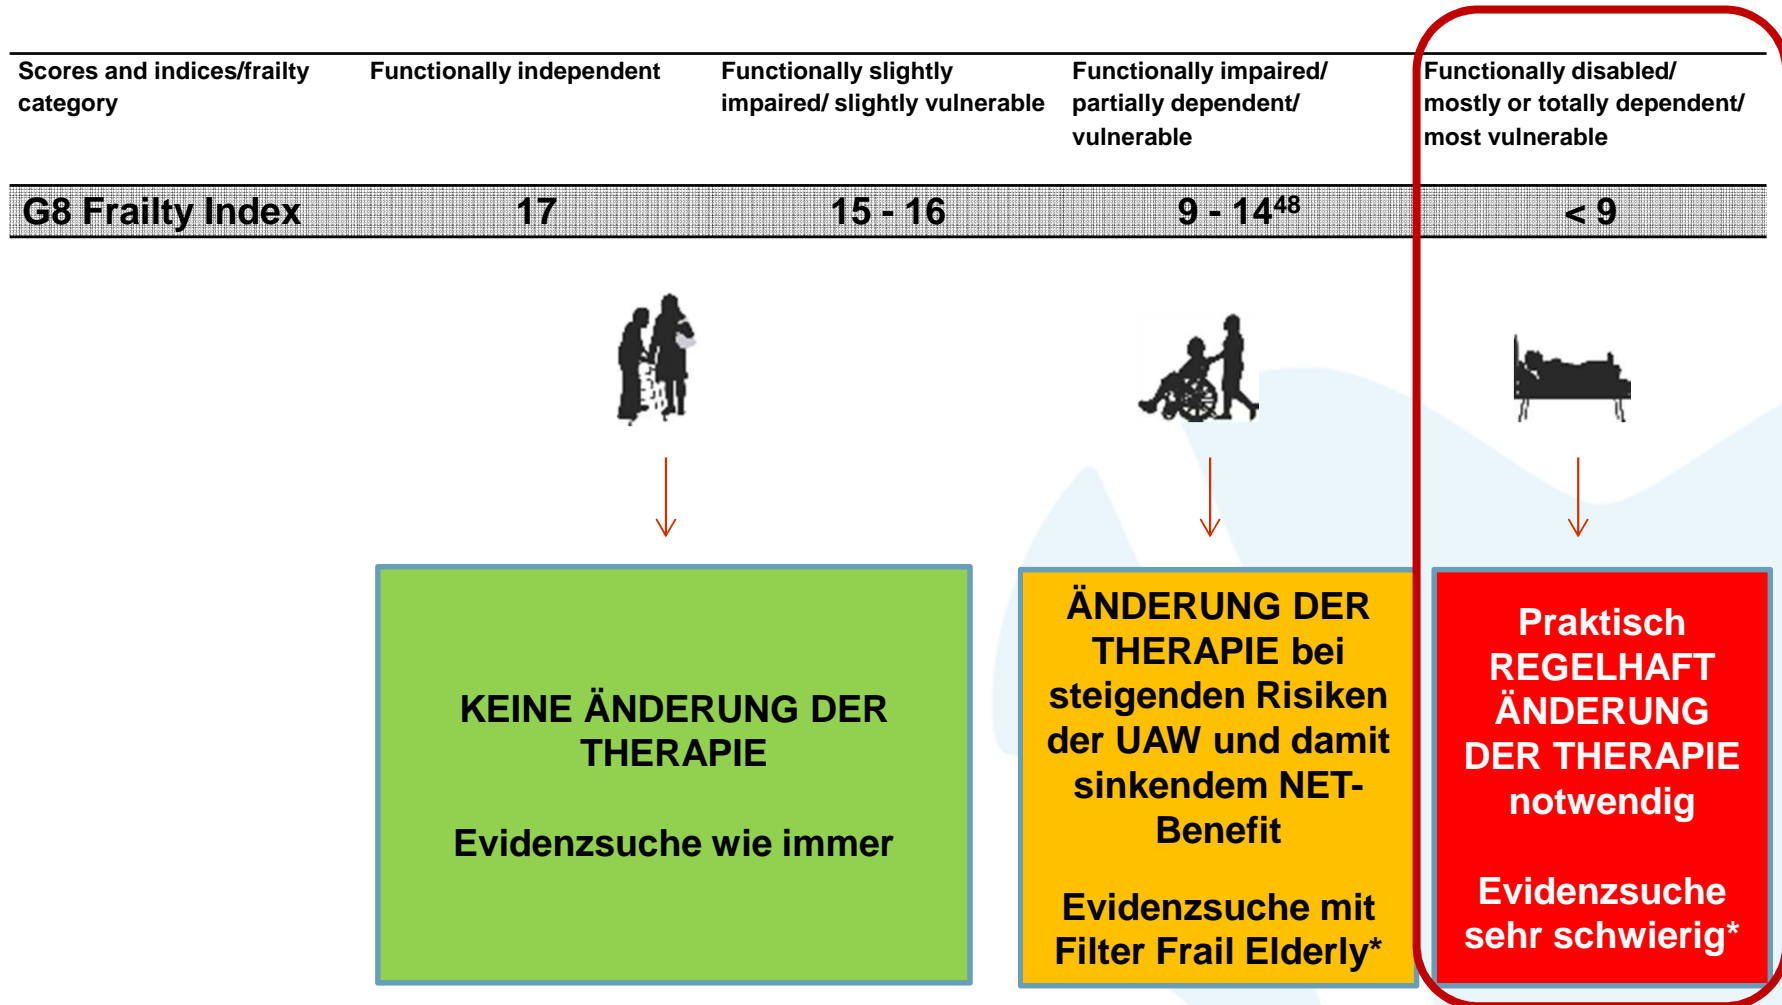 Scores and indices/frailty
category
Functionally independent
Functionally slightly
impaired/ slightly vulnerable
Functionally impaired/
partially dependent/
vulnerable
Functionally disabled/
mostly or totally dependent/
most vulnerable
G8 Frailty Index
17
15 - 16
9 - 14⁴⁸
< 9
KEINE ÄNDERUNG DER
THERAPIE
Evidenzsuche wie immer
ÄNDERUNG DER
THERAPIE bei
steigenden Risiken
der UAW und damit
sinkendem NET-
Benefit
Evidenzsuche mit
Filter Frail Elderly*
Praktisch
REGELHAFT
ÄNDERUNG
DER THERAPIE
notwendig
Evidenzsuche
sehr schwierig*